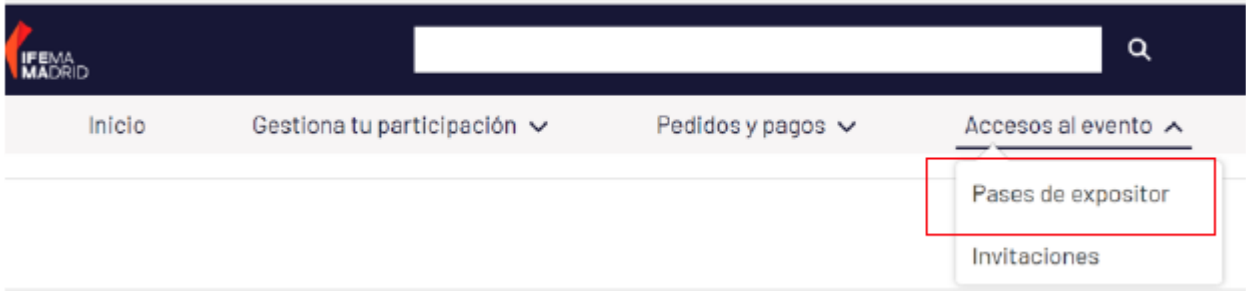 IFEMA
MADRID
Inicio
Gestiona tu participación
Pedidos y pagos
Accesos al evento
Pases de expositor
Invitaciones